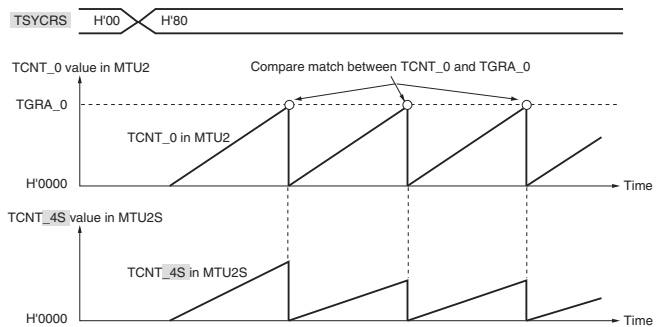 TSYCRS H'00 H'80
TCNT_0 value in MTU2
Compare match between TCNT_0 and TGRA_0
TGRA_0
TCNT_0 in MTU2
H'0000
Time
TCNT_4S value in MTU2S
TCNT_4S in MTU2S
H'0000
Time